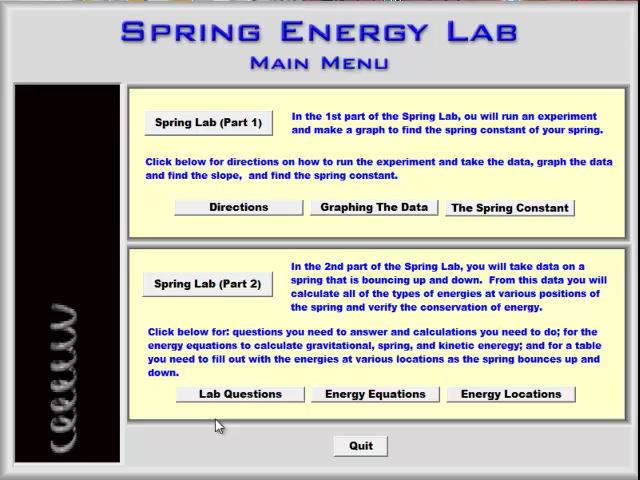 Spring Energy Lab
Main Menu
Spring Lab (Part 1)
In the 1st part of the Spring Lab, ou will run an experiment
and make a graph to find the spring constant of your spring.
Click below for directions on how to run the experiment and take the data, graph the data
and find the slope, and find the spring constant.
Directions
Graphing The Data
The Spring Constant
Spring Lab (Part 2)
In the 2nd part of the Spring Lab, you will take data on a
spring that is bouncing up and down. From this data you will
calculate all of the types of energies at various positions of
the spring and verify the conservation of energy.
Click below for: questions you need to answer and calculations you need to do; for the
energy equations to calculate gravitational, spring, and kinetic energy; and for a table
you need to fill out with the energies at various locations as the spring bounces up and
down.
Lab Questions
Energy Equations
Energy Locations
Quit